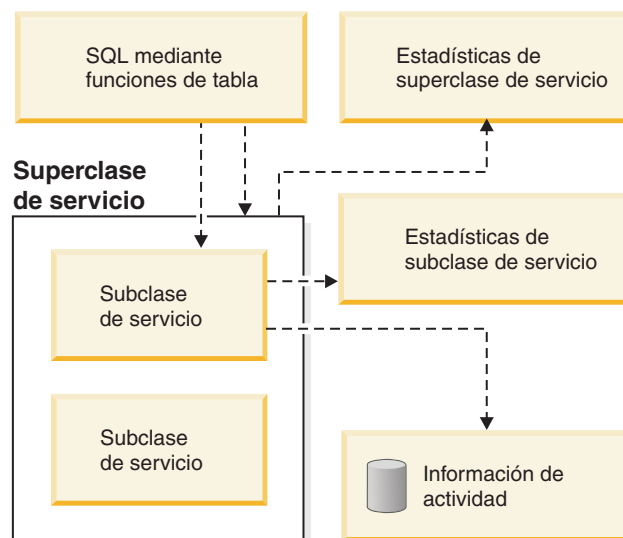 SQL mediante
funciones de tabla
Estadísticas de
superclase de servicio
Superclase
de servicio
Estadísticas de
subclase de servicio
Subclase
de servicio
Subclase
de servicio
Información de
actividad